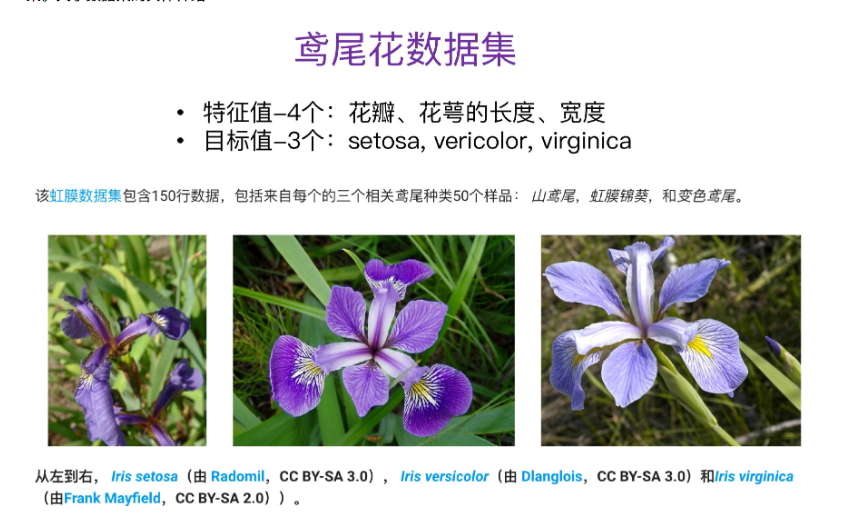 鸢尾花数据集
• 特征值–4个：花瓣、花萼的长度、宽度
• 目标值–3个：setosa, vericolor, virginica
该虹膜数据集包含150行数据，包括来自每个的三个相关鸢尾种类50个样品： 山鸢尾，虹膜锦葵，和变色鸢尾。
从左到右， Iris setosa（由 Radomil，CC BY-SA 3.0）， Iris versicolor（由 Dlanglois，CC BY-SA 3.0）和Iris virginica
（由Frank Mayfield，CC BY-SA 2.0））。